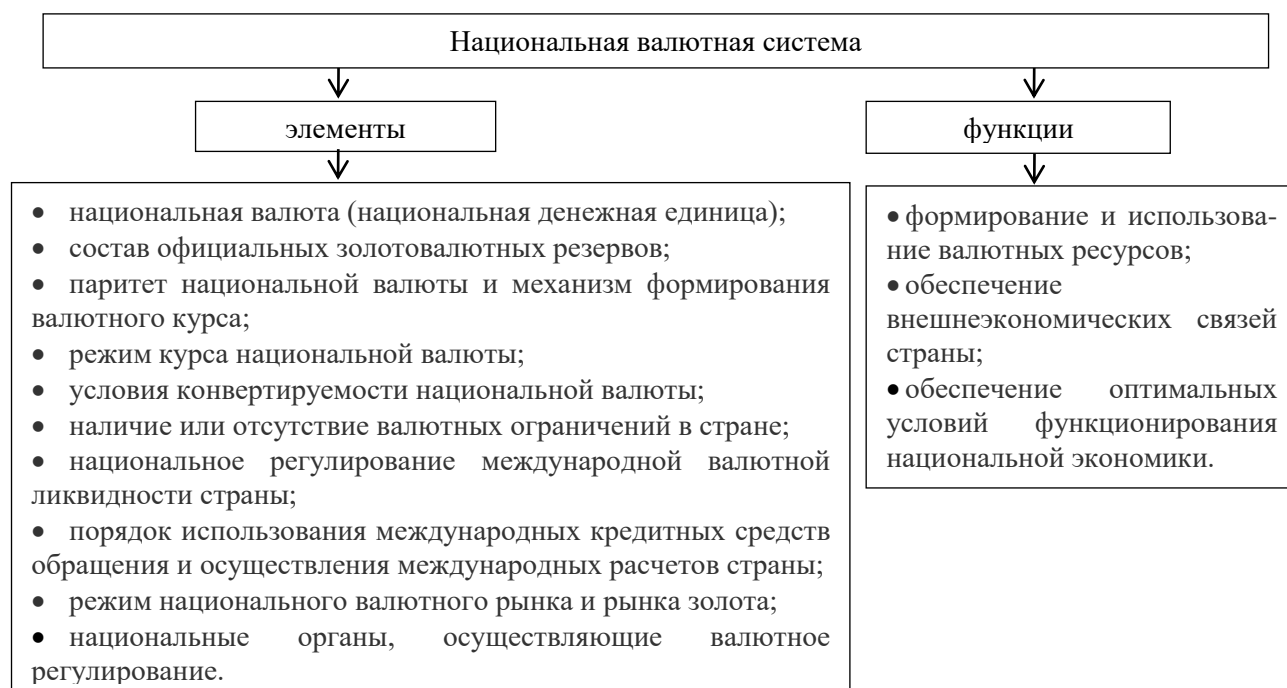 Национальная валютная система
элементы
функции
• национальная валюта (национальная денежная единица);
• состав официальных золотовалютных резервов;
• паритет национальной валюты и механизм формирования
валютного курса;
• режим курса национальной валюты;
• условия конвертируемости национальной валюты;
• наличие или отсутствие валютных ограничений в стране;
• национальное регулирование международной валютной
ликвидности страны;
• порядок использования международных кредитных средств
обращения и осуществления международных расчетов страны;
• режим национального валютного рынка и рынка золота;
• национальные органы, осуществляющие валютное
регулирование.
• формирование и использова-
ние валютных ресурсов;
• обеспечение
внешнеэкономических связей
страны;
• обеспечение оптимальных
условий функционирования
национальной экономики.